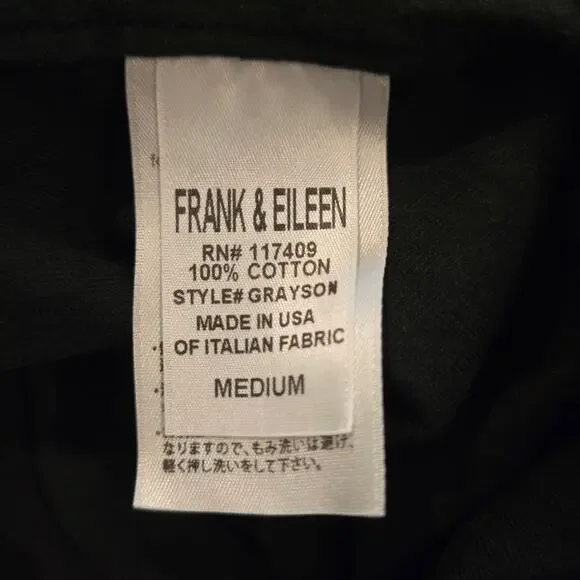 FRANK & EILEEN
RN# 117409
100% COTTON
STYLE# GRAYSON
MADE IN USA
OF ITALIAN FABRIC
MEDIUM
なりますので、もみ洗いは避け、
軽く押し洗いをして下さい。